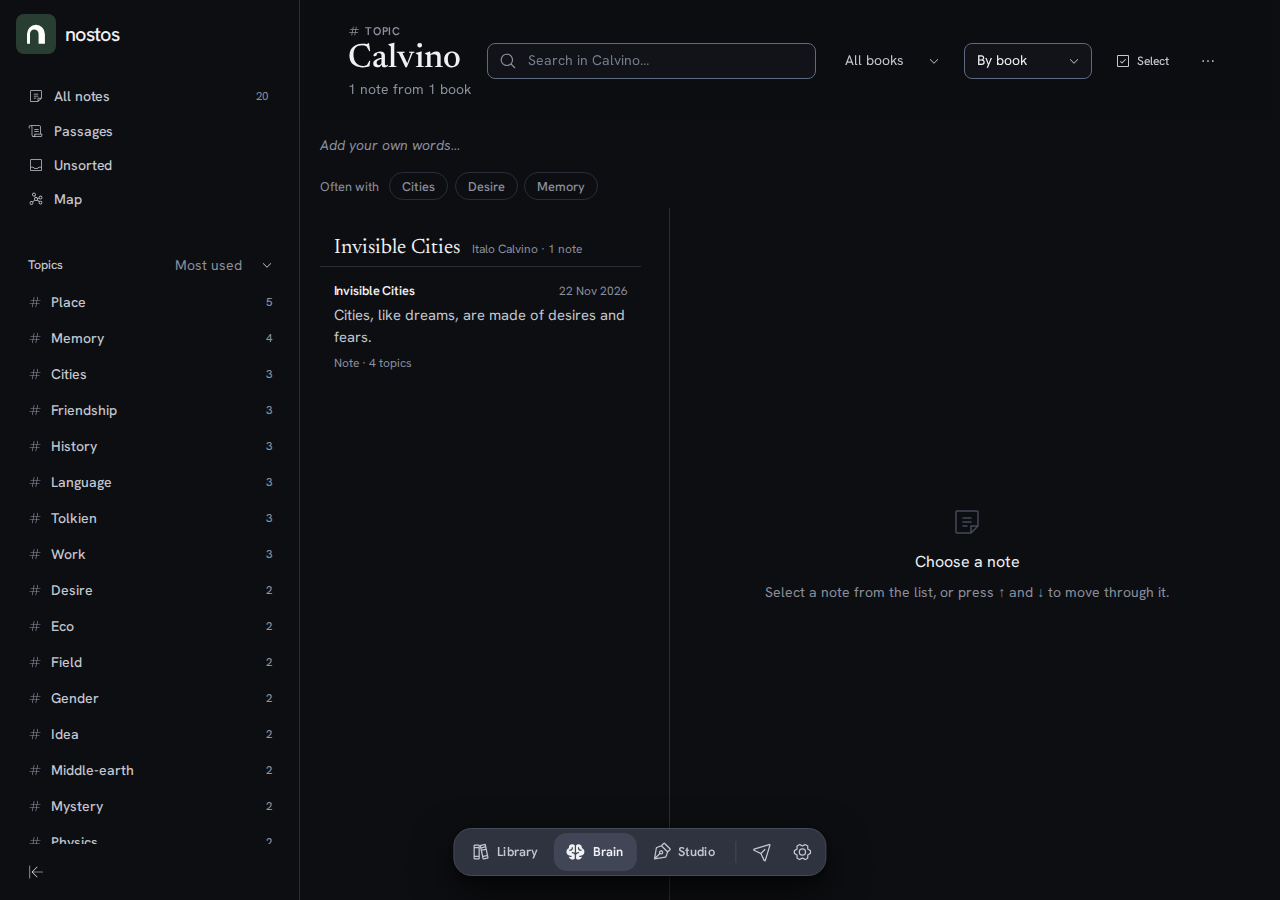 nostos
All notes 20
Passages
Unsorted
Map
Topics Most used
# Place 5
# Memory 4
# Cities 3
# Friendship 3
# History 3
# Language 3
# Tolkien 3
# Work 3
# Desire 2
# Eco 2
# Field 2
# Gender 2
# Idea 2
# Middle-earth 2
# Mystery 2
# Physics 2
# TOPIC
Calvino
1 note from 1 book
Search in Calvino...
All books
By book
Select
...
Add your own words...
Often with Cities Desire Memory
Invisible Cities Italo Calvino · 1 note
Invisible Cities 22 Nov 2026
Cities, like dreams, are made of desires and
fears.
Note · 4 topics
Choose a note
Select a note from the list, or press ↑ and ↓ to move through it.
Library Brain Studio